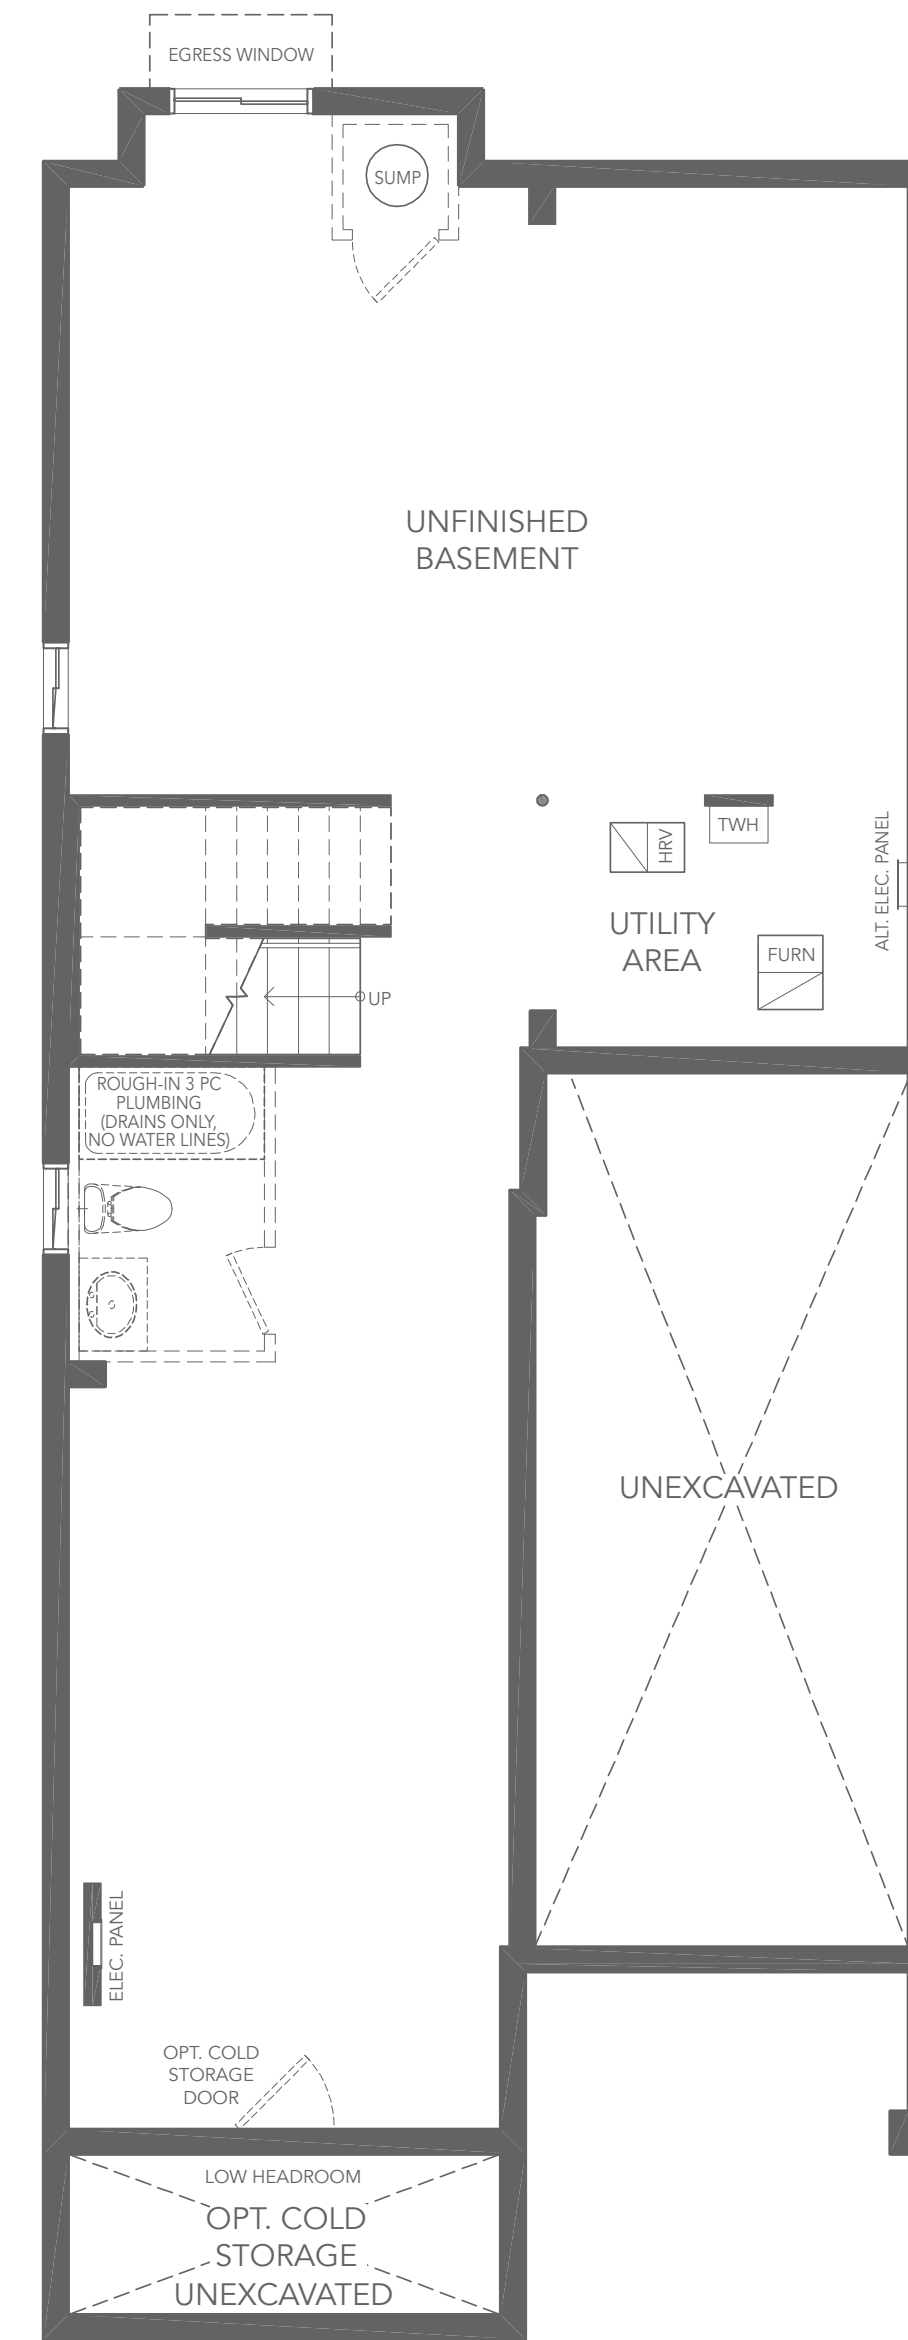 EGRESS WINDOW
SUMP
UNFINISHED
BASEMENT
TWH
HRV
ALT. ELEC. PANEL
UTILITY
AREA
FURN
UP
ROUGH-IN 3 PC
PLUMBING
(DRAINS ONLY,
NO WATER LINES)
UNEXCAVATED
ELEC. PANEL
OPT. COLD
STORAGE
DOOR
LOW HEADROOM
OPT. COLD
STORAGE
UNEXCAVATED